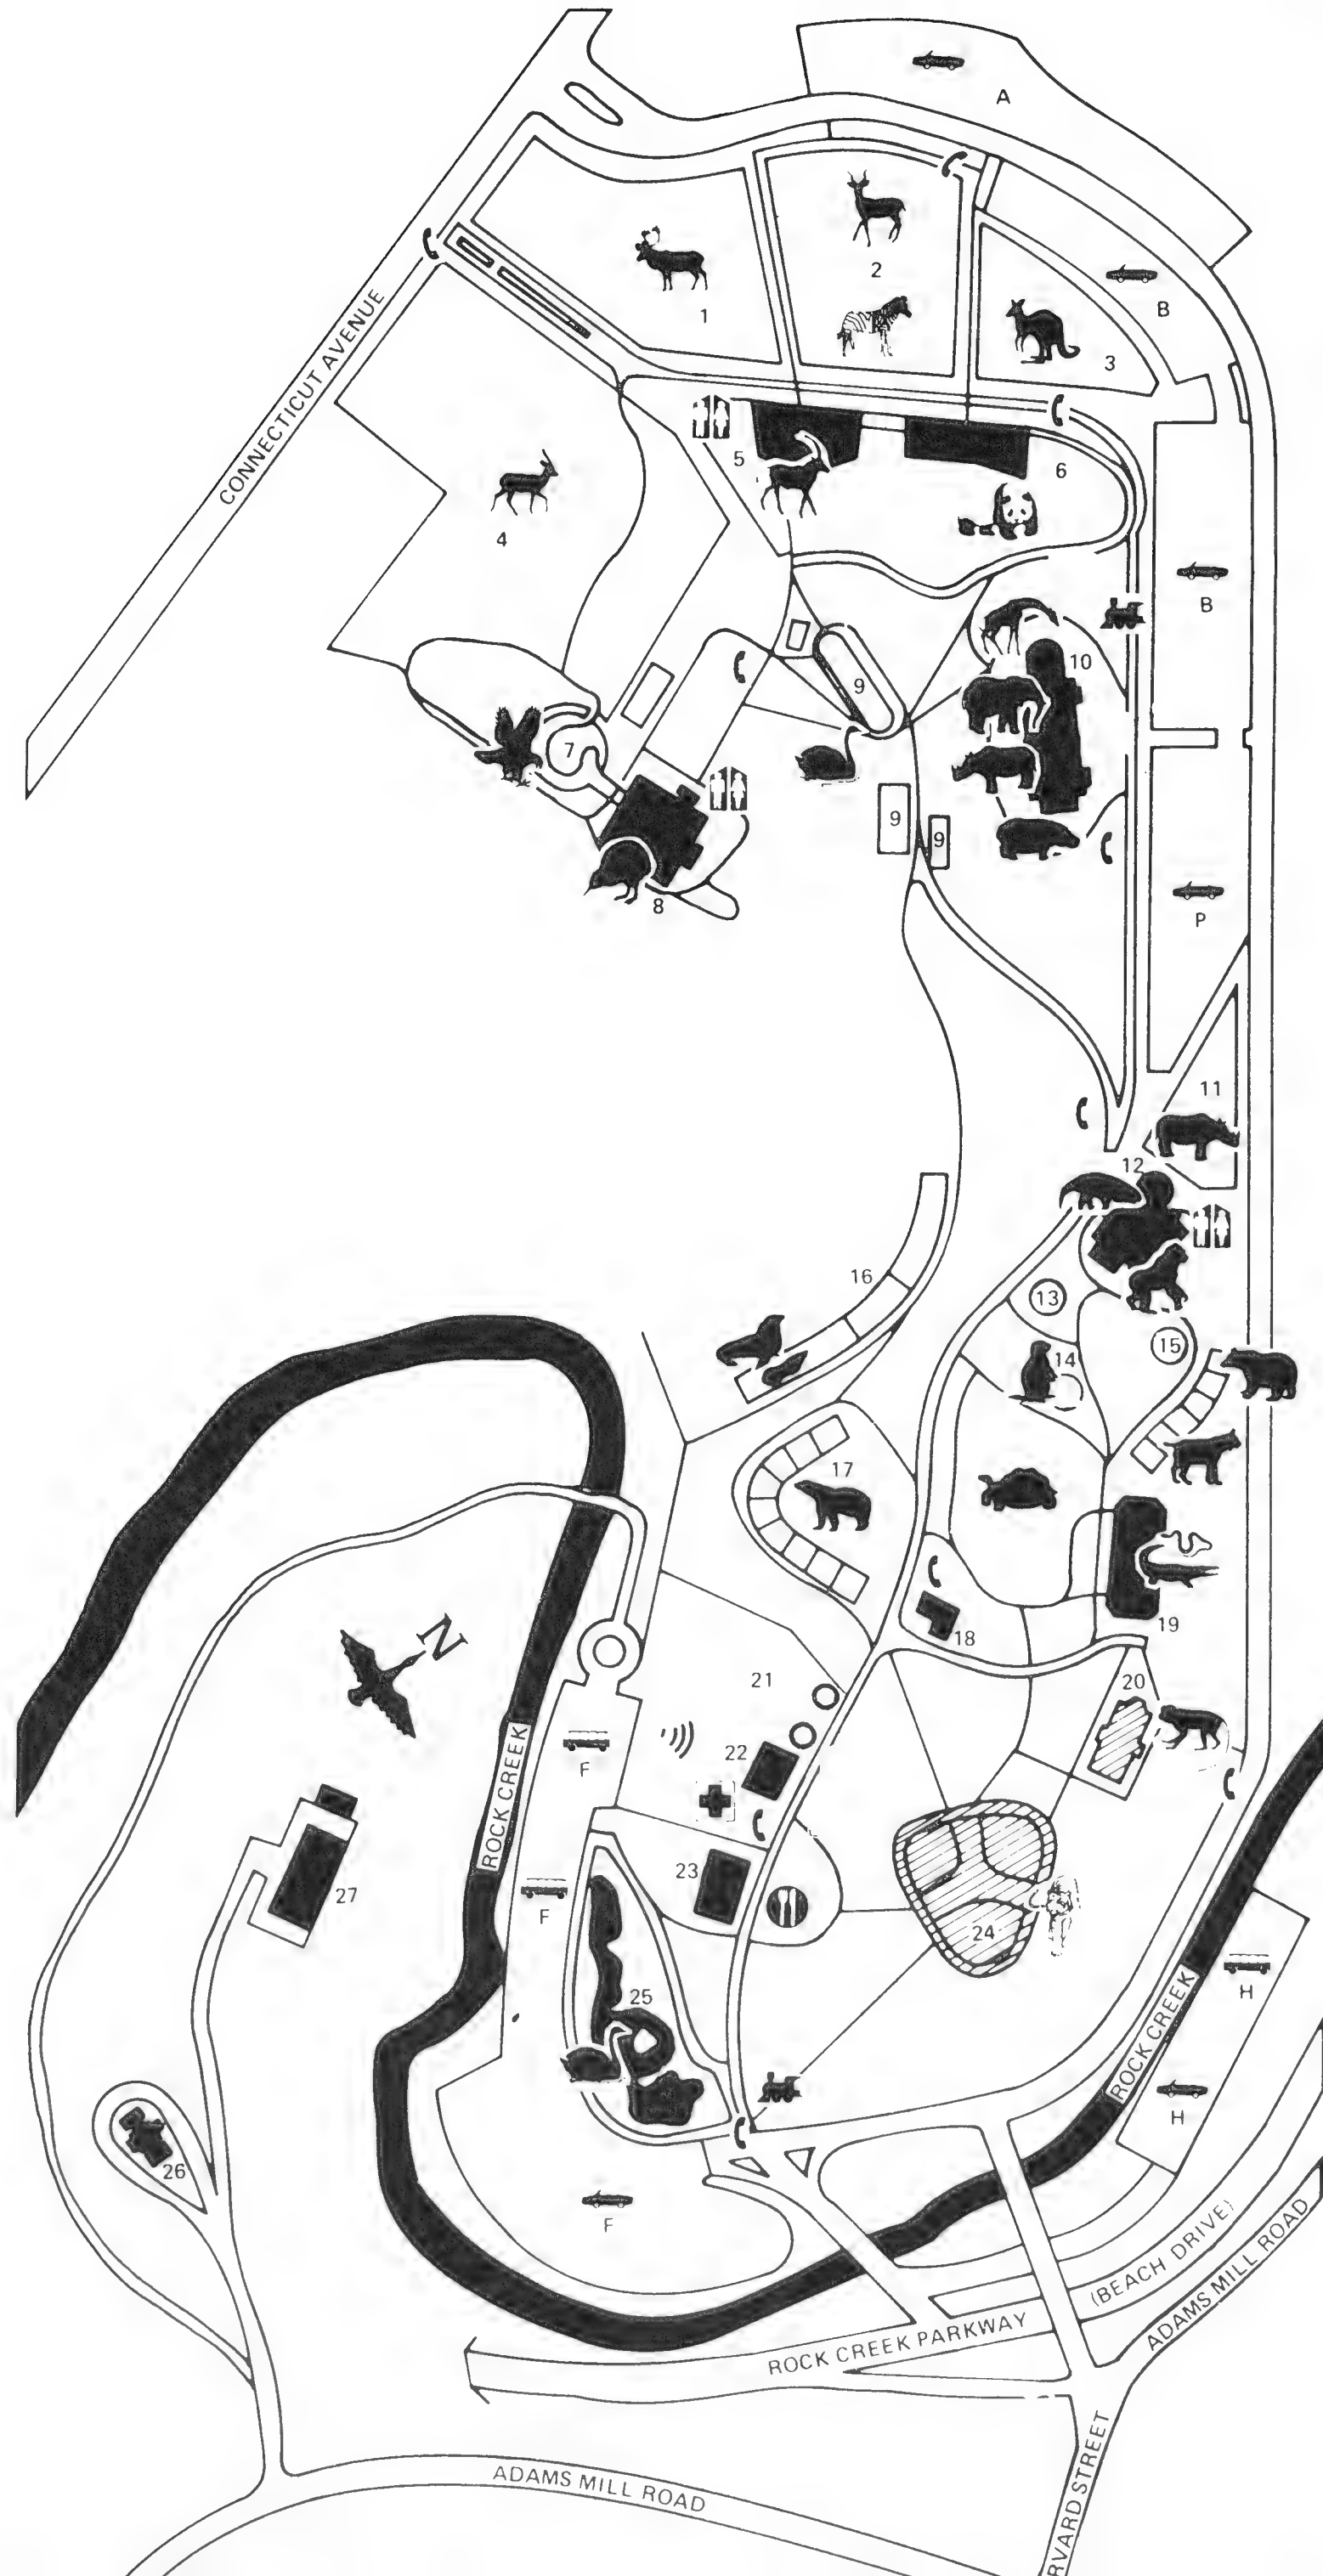 A
2
B
1
3
CONNECTICUT AVENUE
5
6
4
B
10
9
7
9
9
8
P
11
12
16
13
15
14
17
N
18
19
21
20
22
F
ROCK CREEK
23
27
F
24
H
25
ROCK CREEK
H
26
F
(BEACH DRIVE)
ADAMS MILL ROAD
ROCK CREEK PARKWAY
RVARD STREET
ADAMS MILL ROAD